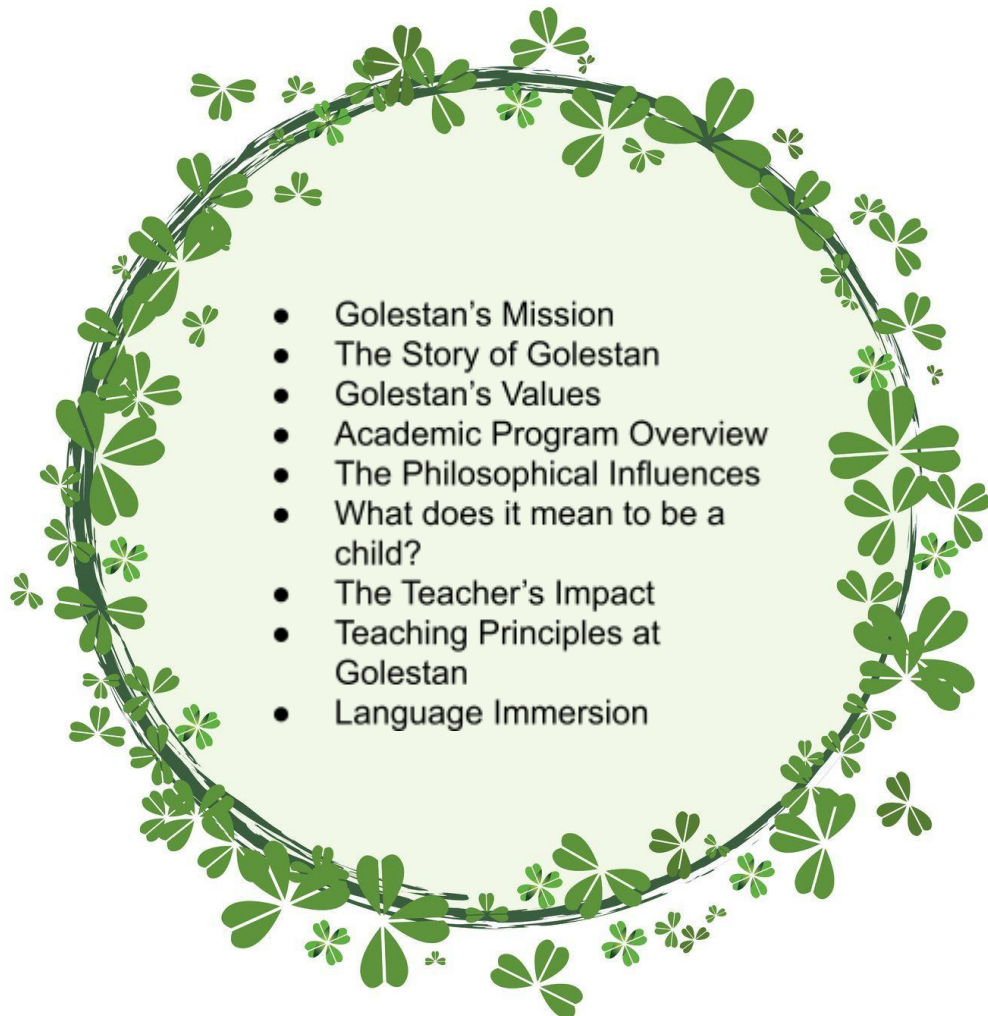 ● Golestan’s Mission
● The Story of Golestan
● Golestan’s Values
● Academic Program Overview
● The Philosophical Influences
● What does it mean to be a
child?
● The Teacher’s Impact
● Teaching Principles at
Golestan
● Language Immersion